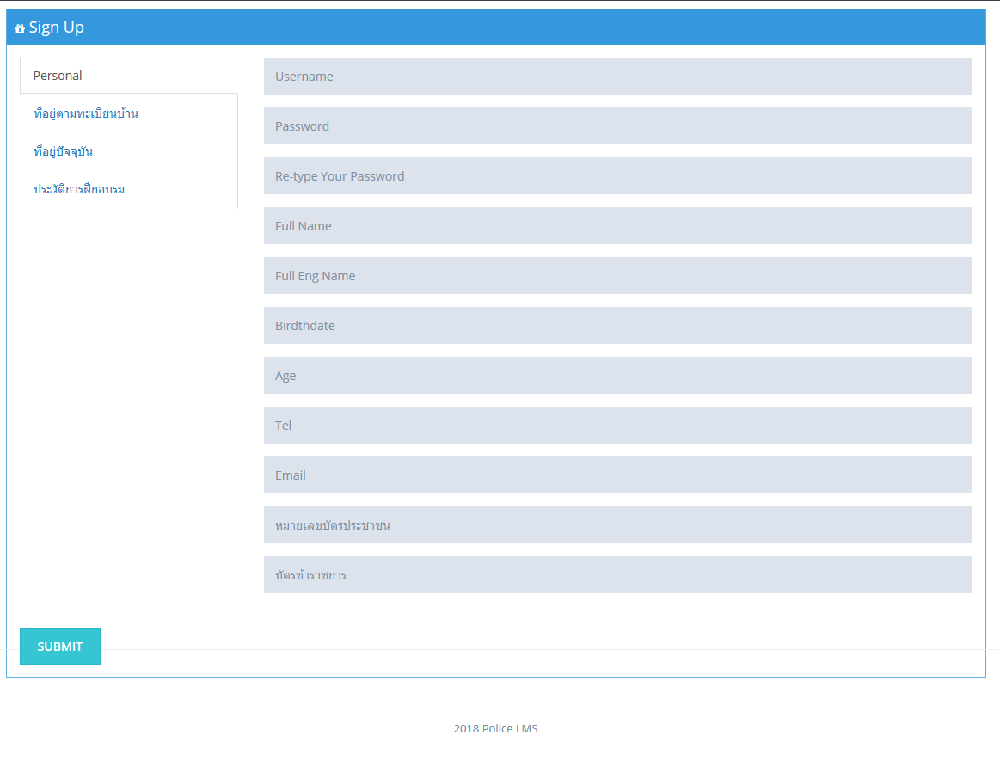 Sign Up
Personal
ที่อยู่ตามทะเบียนบ้าน
ที่อยู่ปัจจุบัน
ประวัติการฝึกอบรม
Username
Password
Re-type Your Password
Full Name
Full Eng Name
Birdthdate
Age
Tel
Email
หมายเลขบัตรประชาชน
บัตรข้าราชการ
SUBMIT
2018 Police LMS